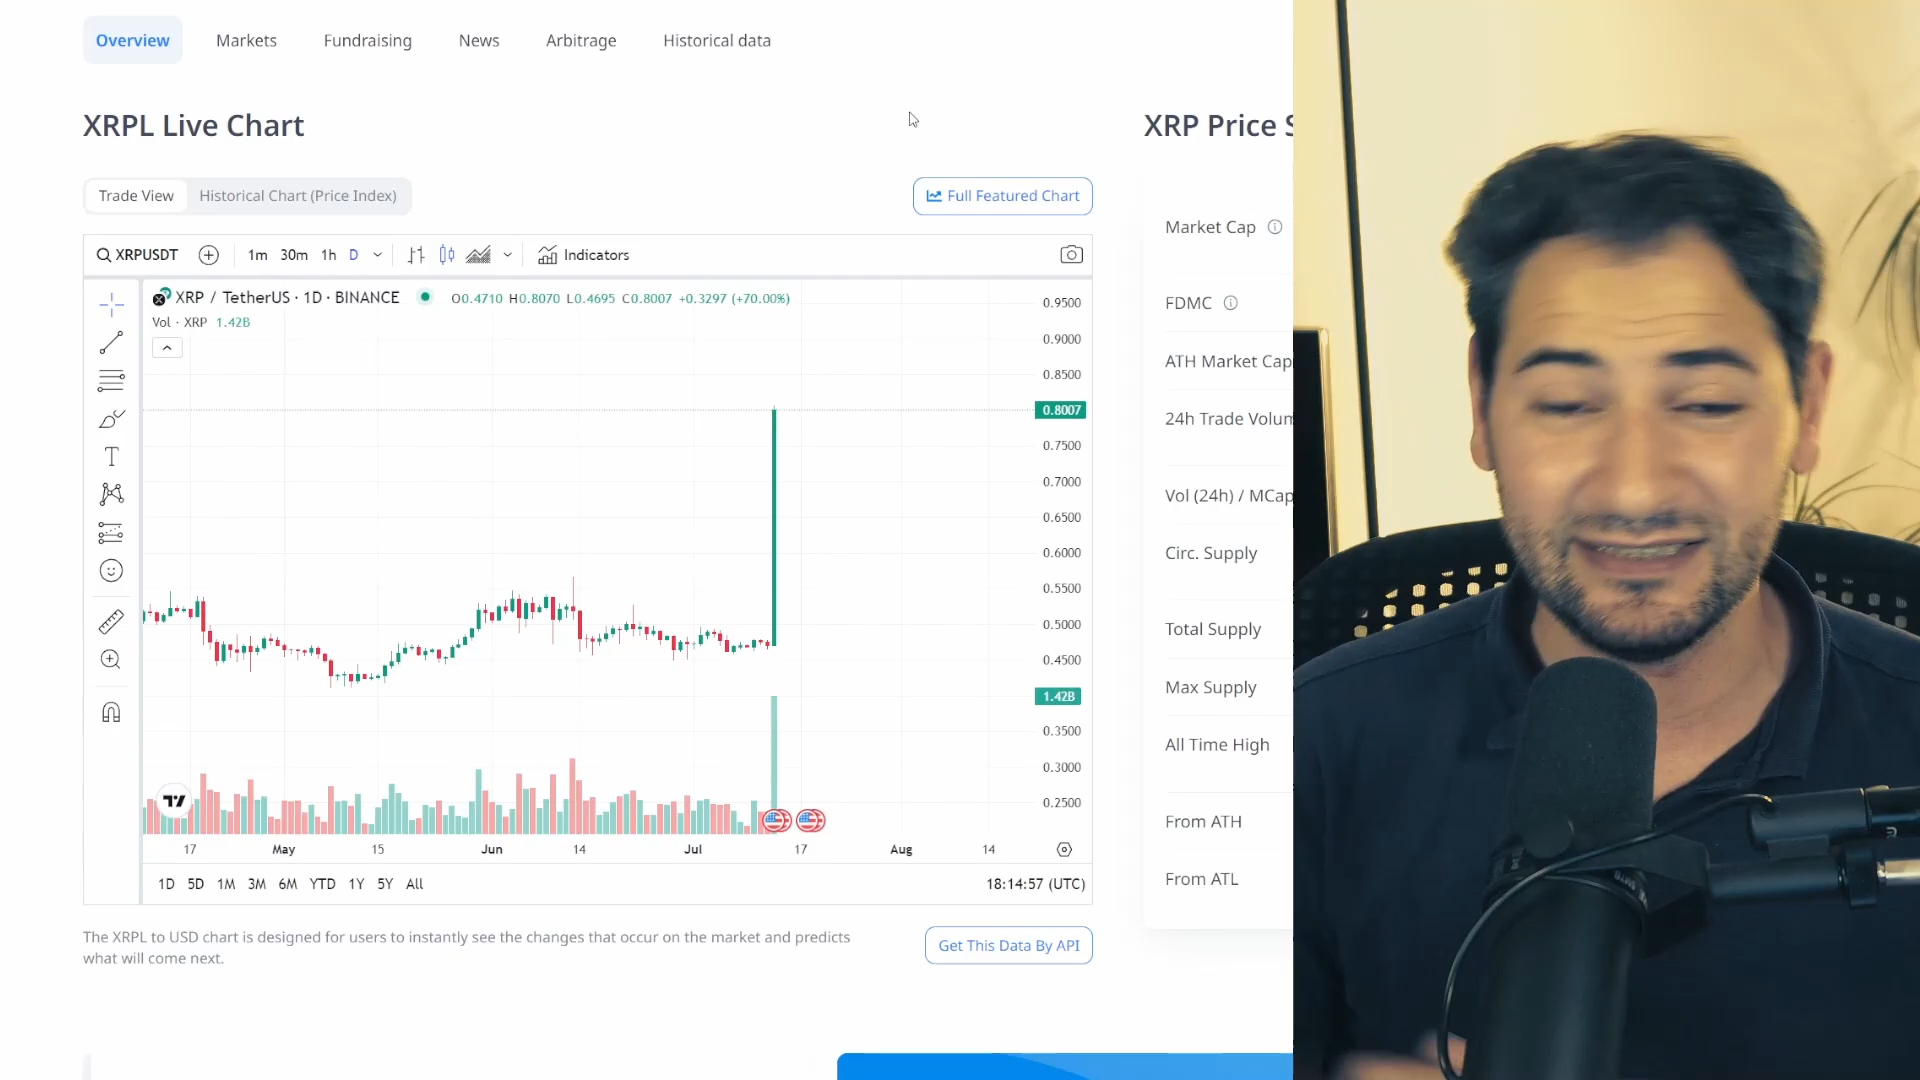 Overview Markets Fundraising News Arbitrage Historical data
XRPL Live Chart
Trade View Historical Chart (Price Index)
Full Featured Chart
XRPUSDT 1m 30m 1h D Indicators
XRP / TetherUS · 1D · BINANCE O0.4710 H0.8070 L0.4695 C0.8007 +0.3297 (+70.00%)
Vol · XRP 1.42B
0.9500
0.9000
0.8500
0.8007
0.7500
0.7000
0.6500
0.6000
0.5500
0.5000
0.4500
1.42B
0.3500
0.3000
0.2500
17 May 15 Jun 14 Jul 17 Aug 14
1D 5D 1M 3M 6M YTD 1Y 5Y All
18:14:57 (UTC)
The XRPL to USD chart is designed for users to instantly see the changes that occur on the market and predicts
what will come next.
Get This Data By API
XRP Price S
Market Cap
FDMC
ATH Market Cap
24h Trade Volum
Vol (24h) / MCap
Circ. Supply
Total Supply
Max Supply
All Time High
From ATH
From ATL